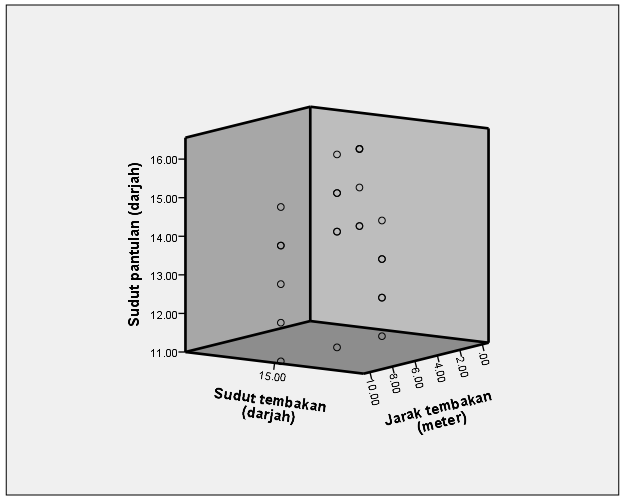 Sudut pantulan (darjah)
16.00
15.00
14.00
13.00
12.00
11.00
15.00
Sudut tembakan
(darjah)
10.00
8.00
6.00
4.00
2.00
.00
Jarak tembakan
(meter)